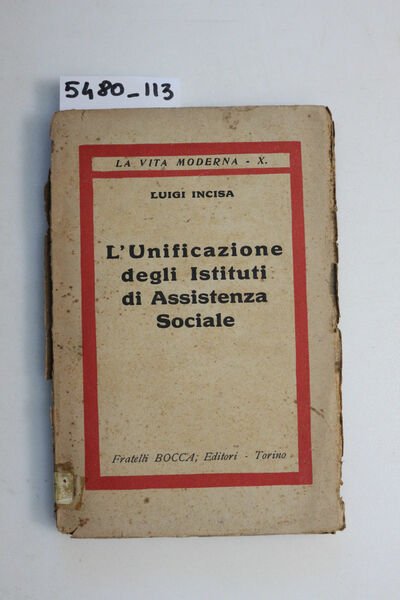 5480_113
LA VITA MODERNA - X.
LUIGI INCISA
L'Unificazione
degli Istituti
di Assistenza
Sociale
Fratelli BOCCA, Editori - Torino